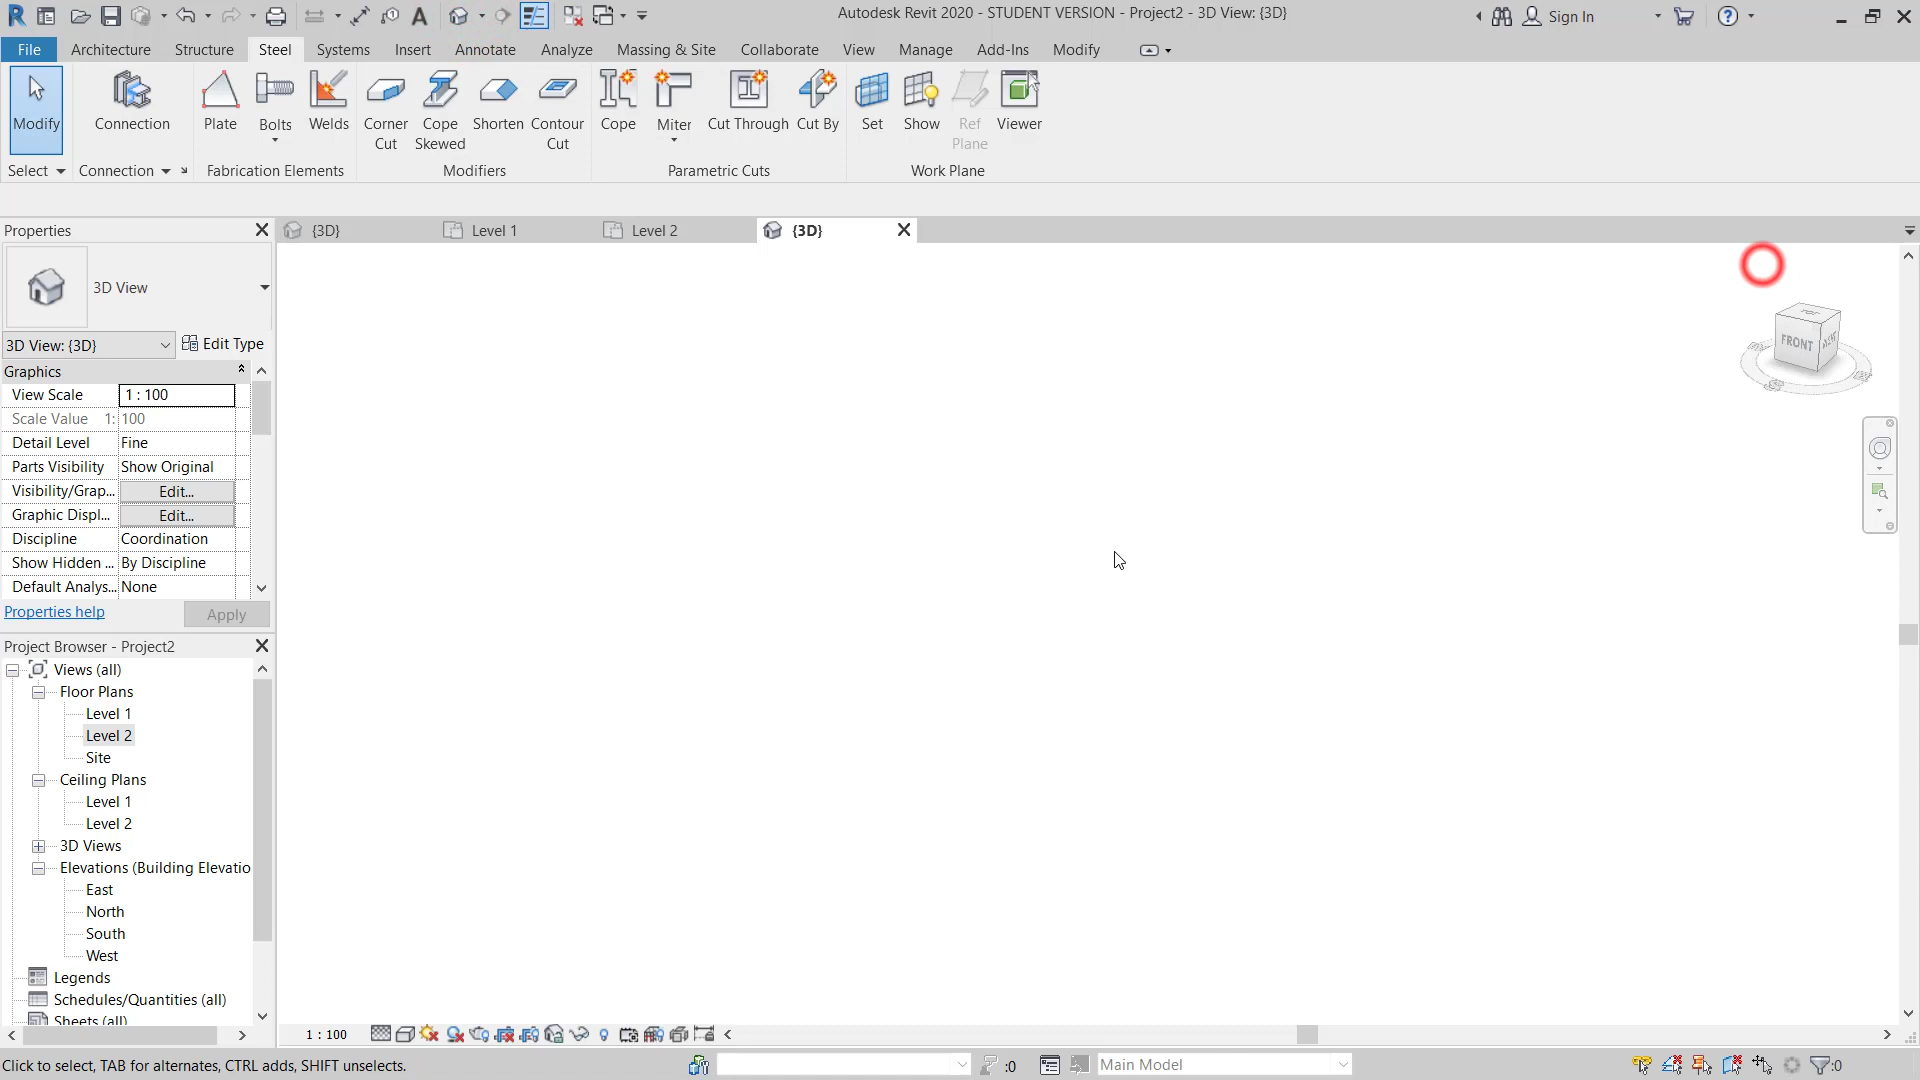 Autodesk Revit 2020 - STUDENT VERSION - Project2 - 3D View: {3D}
Sign In
File Architecture Structure Steel Systems Insert Annotate Analyze Massing & Site Collaborate View Manage Add-Ins Modify
Modify
Connection
Plate
Bolts
Welds
Corner Cut
Cope Skewed
Shorten
Contour Cut
Cope
Miter
Cut Through
Cut By
Set
Show
Ref Plane
Viewer
Select Connection Fabrication Elements Modifiers Parametric Cuts Work Plane
Properties
{3D} Level 1 Level 2 {3D}
3D View
3D View: {3D} Edit Type
Graphics
View Scale 1 : 100
Scale Value 1: 100
Detail Level Fine
Parts Visibility Show Original
Visibility/Grap... Edit...
Graphic Displ... Edit...
Discipline Coordination
Show Hidden ... By Discipline
Default Analys... None
Properties help Apply
TOP
FRONT
Project Browser - Project2
Views (all)
Floor Plans
Level 1
Level 2
Site
Ceiling Plans
Level 1
Level 2
3D Views
Elevations (Building Elevatio
East
North
South
West
Legends
Schedules/Quantities (all)
Sheets (all)
1 : 100
Click to select, TAB for alternates, CTRL adds, SHIFT unselects.
:0
Main Model
:0